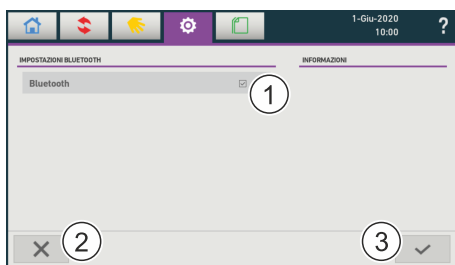 1-Giu-2020
10:00
?
IMPOSTAZIONI BLUETOOTH
INFORMAZIONI
Bluetooth
1
2
3